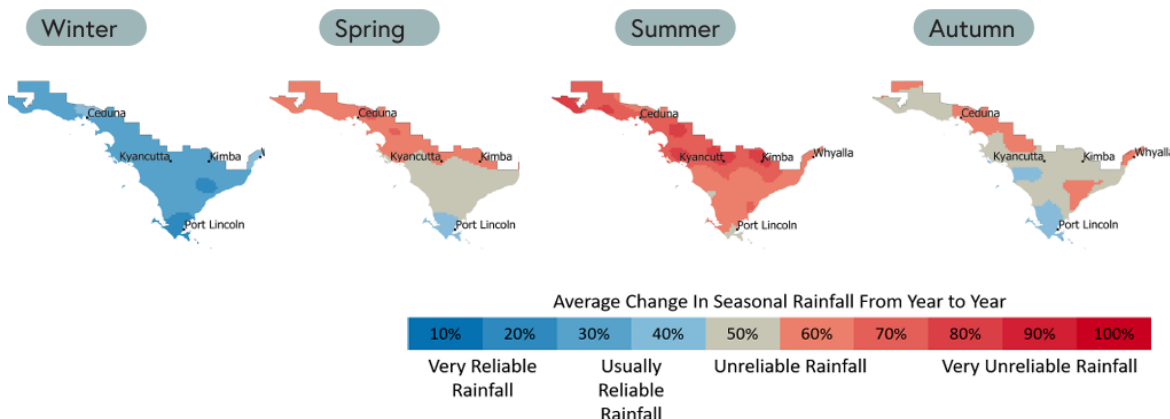 Winter
Spring
Summer
Autumn
Ceduna
Kyancutta
Kimba
Port Lincoln
Ceduna
Kyancutta
Kimba
Port Lincoln
Ceduna
Kyancutt
Kimba
Whyalla
Port Lincoln
Ceduna
Kyancutta
Kimba
Whyalla
Port Lincoln
Average Change In Seasonal Rainfall From Year to Year
10% 20% 30% 40% 50% 60% 70% 80% 90% 100%
Very Reliable Rainfall
Usually Reliable Rainfall
Unreliable Rainfall
Very Unreliable Rainfall